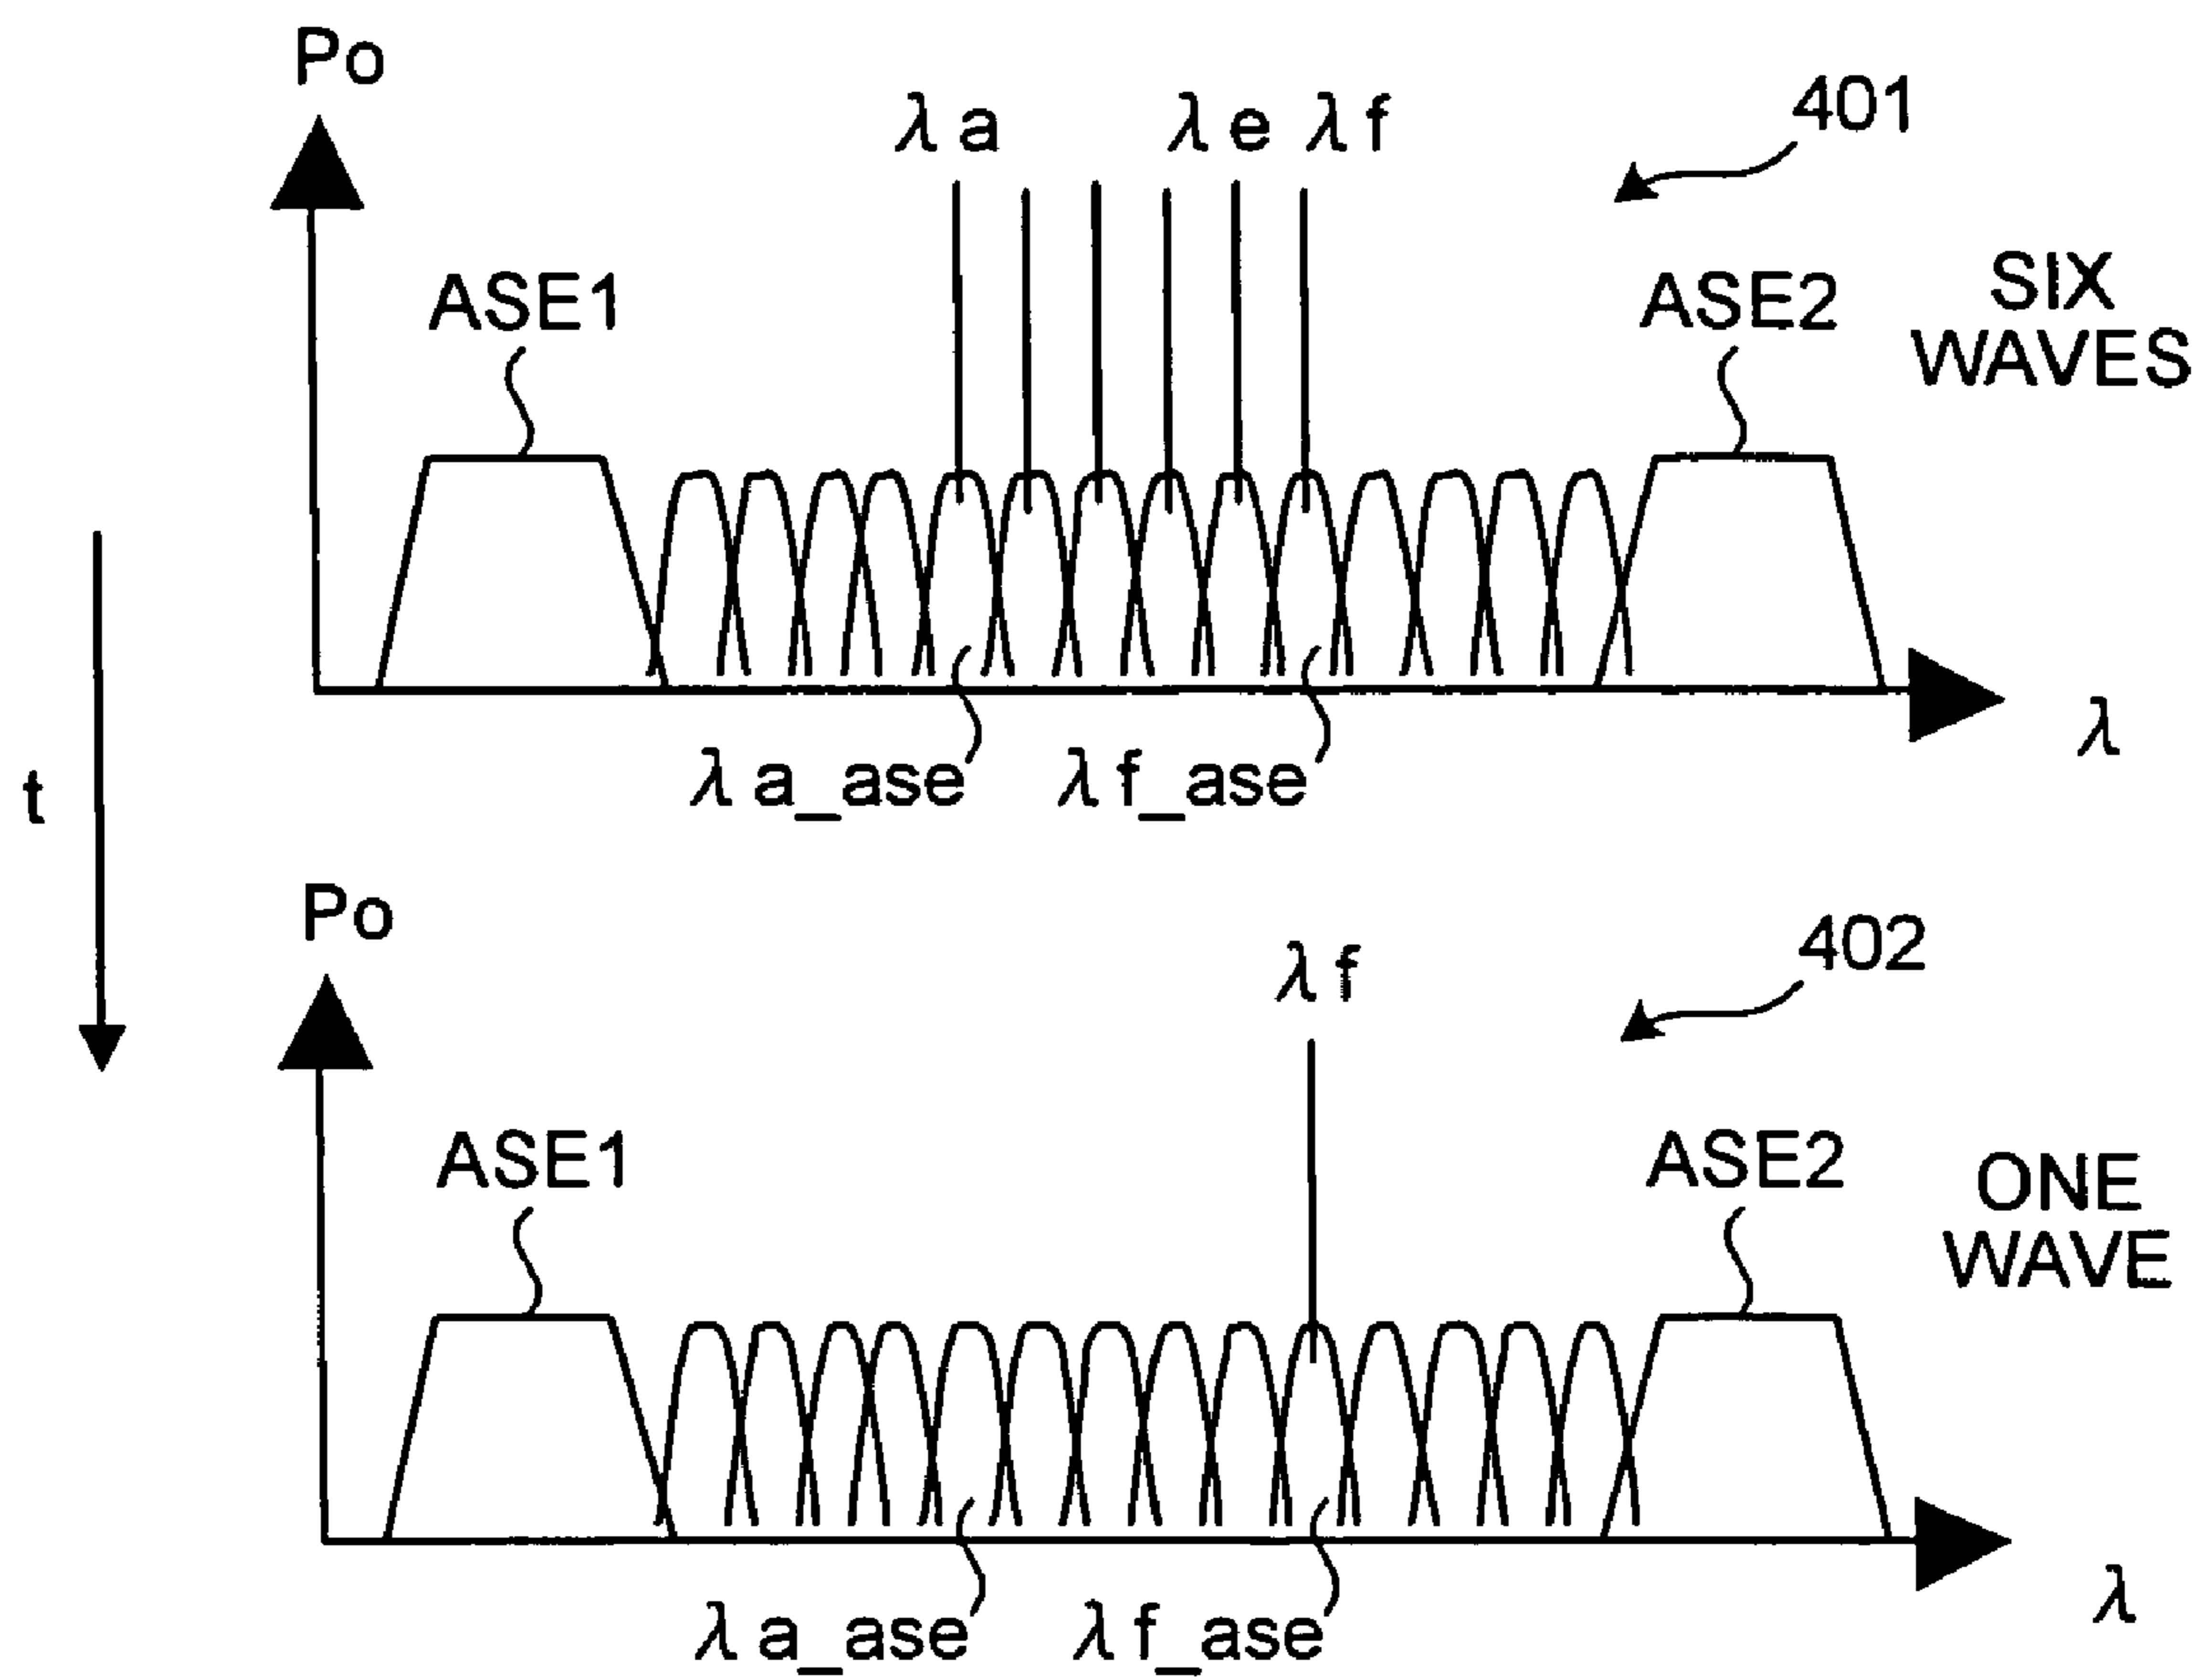 Po
λa λe λf
401
ASE1
ASE2
SIX
WAVES
λ
λa_ase
λf_ase
t
Po
λf
402
ASE1
ASE2
ONE
WAVE
λ
λa_ase
λf_ase